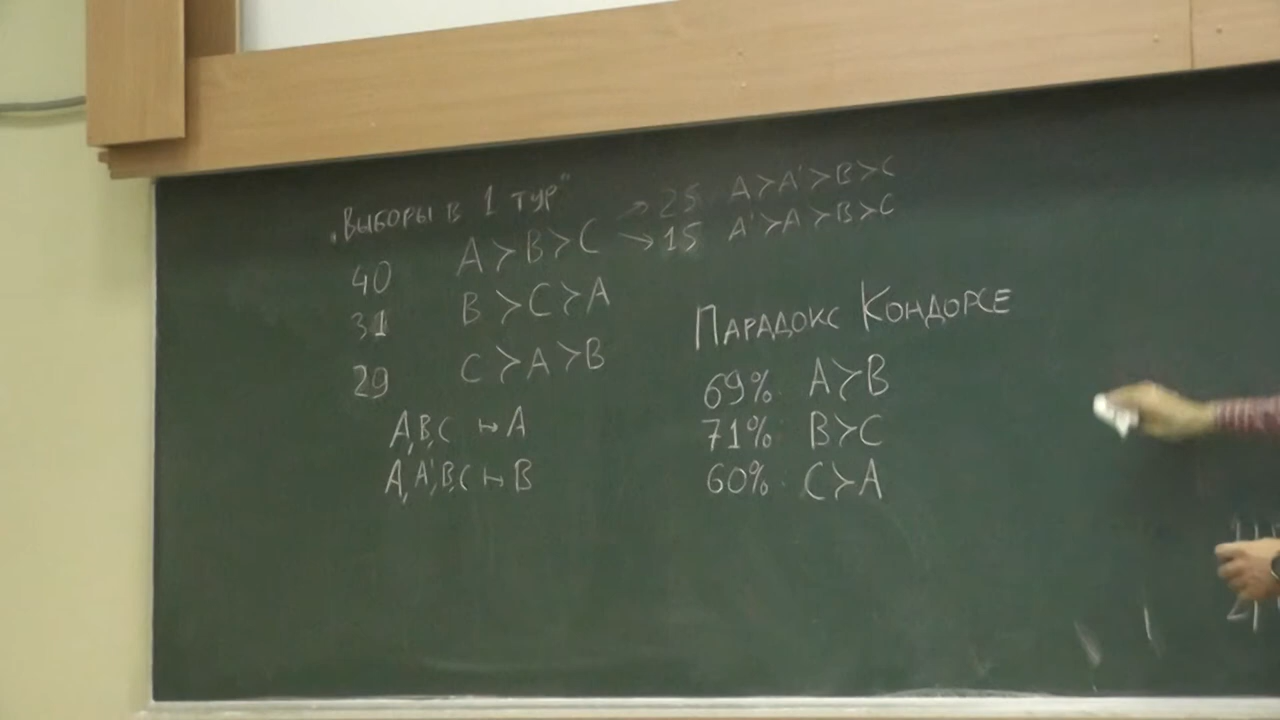 „Выборы в 1 тур"
40 A≻B≻C →25 A≻A'≻B≻C
→15 A'≻A≻B≻C
31 B≻C≻A
29 C≻A≻B
A,B,C ↦ A
A,A',B,C ↦ B
Парадокс Кондорсе
69% A≻B
71% B≻C
60% C≻A